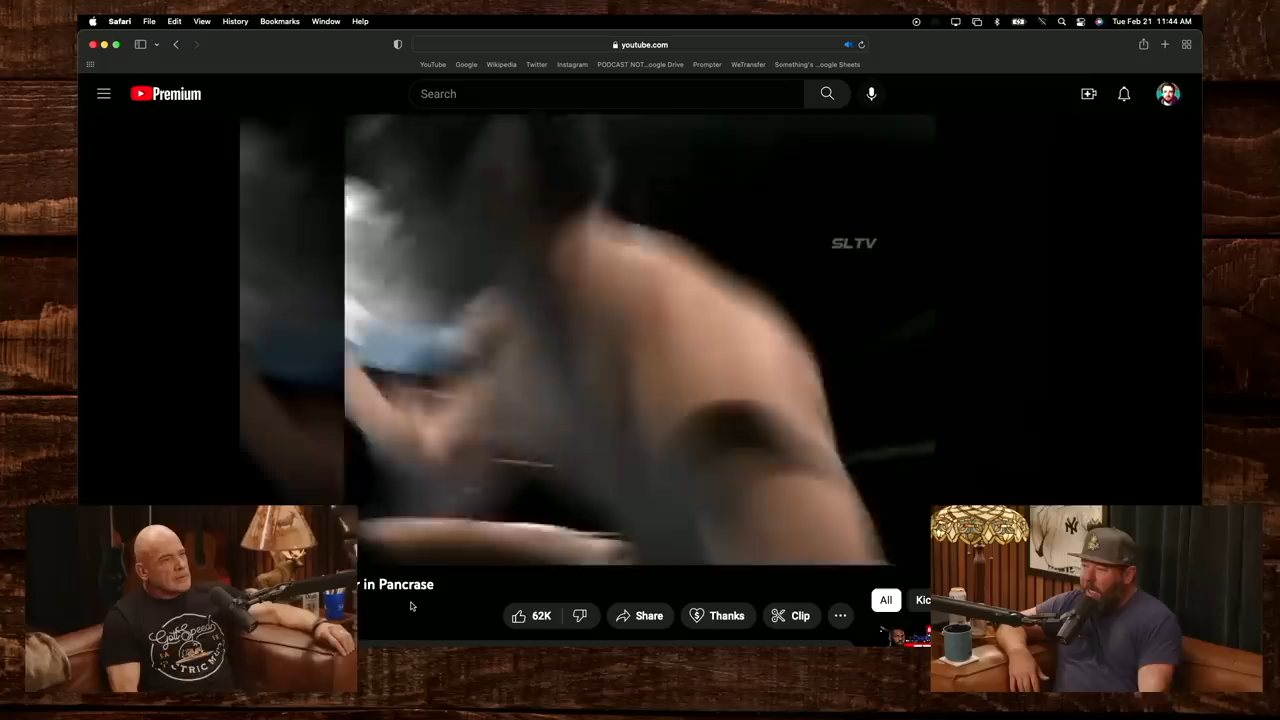 Safari File Edit View History Bookmarks Window Help
Tue Feb 21 11:44 AM
youtube.com
YouTube Google Wikipedia Twitter Instagram PODCAST NOT...oogle Drive Prompter WeTransfer Something's ...oogle Sheets
Premium
Search
SLTV
in Pancrase
62K
Share
Thanks
Clip
All
Kic